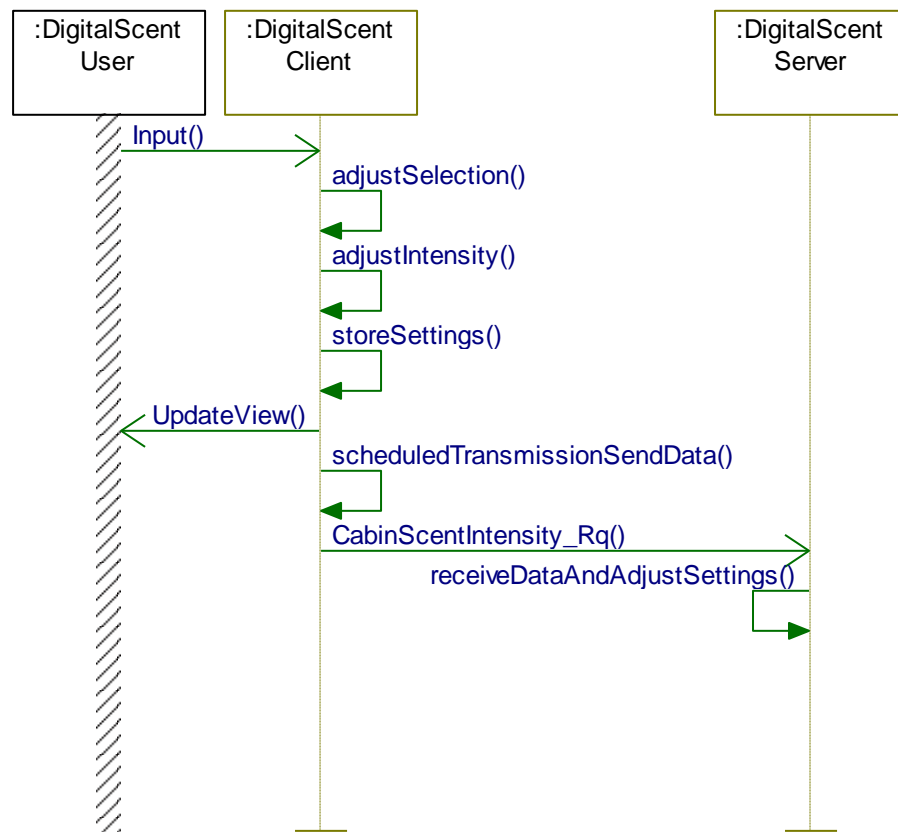 :DigitalScent
User
:DigitalScent
Client
:DigitalScent
Server
Input()
adjustSelection()
adjustIntensity()
storeSettings()
UpdateView()
scheduledTransmissionSendData()
CabinScentIntensity_Rq()
receiveDataAndAdjustSettings()